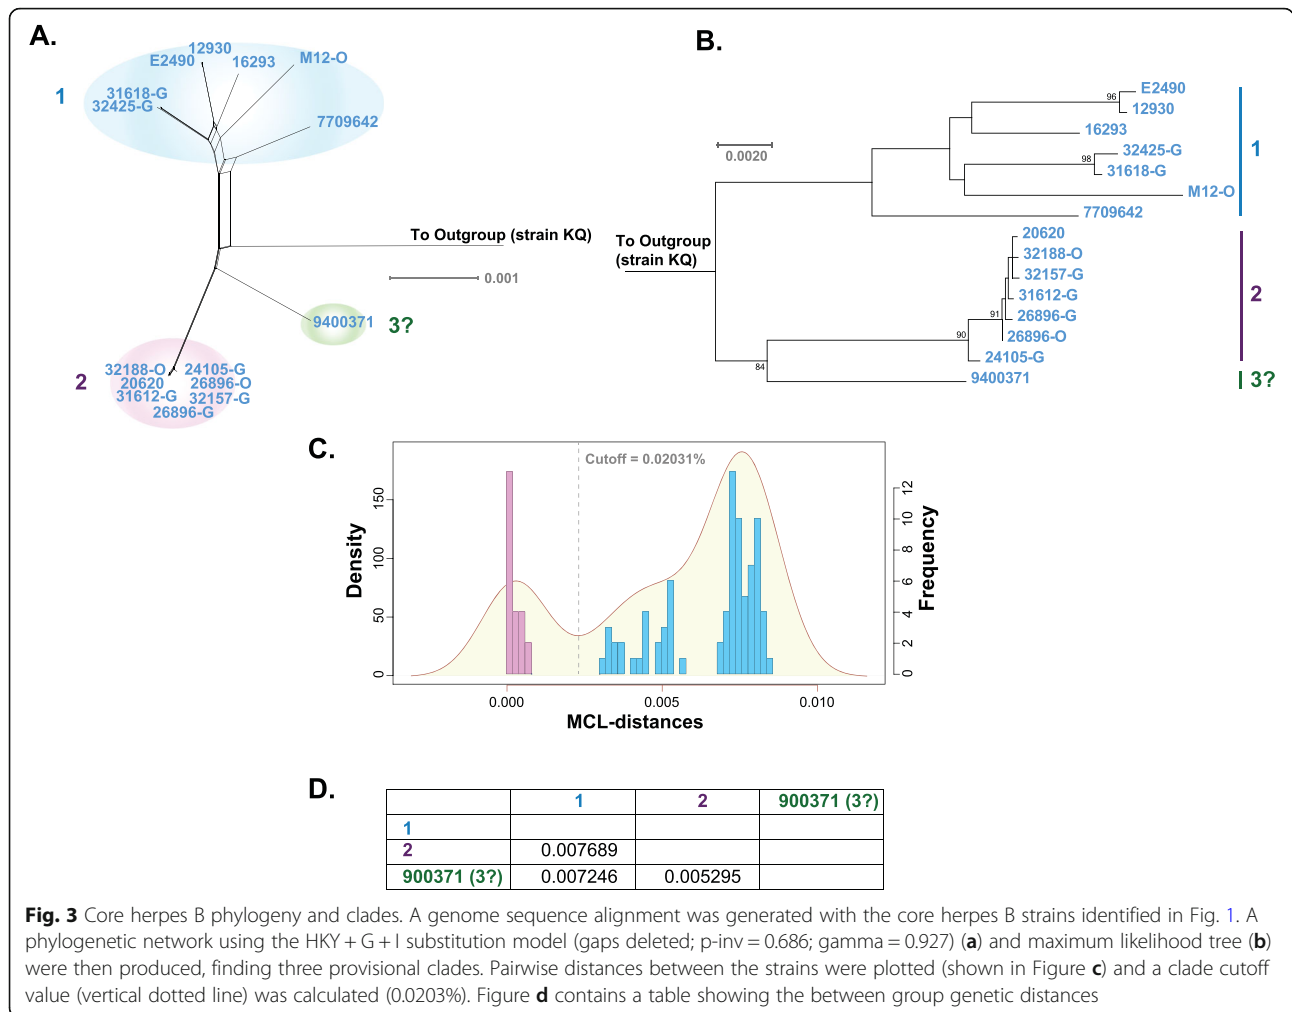 A.
12930
E2490
16293
M12-O
1
31618-G
32425-G
7709642
To Outgroup (strain KQ)
0.001
9400371
3?
2
32188-O
24105-G
20620
26896-O
31612-G
32157-G
26896-G
B.
0.0020
To Outgroup
(strain KQ)
96
E2490
12930
16293
32425-G
98
31618-G
M12-O
7709642
1
20620
32188-O
32157-G
31612-G
91
26896-G
26896-O
90
24105-G
84
9400371
2
3?
C.
Cutoff = 0.02031%
Density
150
100
50
0
Frequency
12
10
8
6
4
2
0
0.000
0.005
0.010
MCL-distances
D.
1 2 900371 (3?)
1
2 0.007689
900371 (3?) 0.007246 0.005295
Fig. 3 Core herpes B phylogeny and clades. A genome sequence alignment was generated with the core herpes B strains identified in Fig. 1. A
phylogenetic network using the HKY + G + I substitution model (gaps deleted; p-inv = 0.686; gamma = 0.927) (a) and maximum likelihood tree (b)
were then produced, finding three provisional clades. Pairwise distances between the strains were plotted (shown in Figure c) and a clade cutoff
value (vertical dotted line) was calculated (0.0203%). Figure d contains a table showing the between group genetic distances